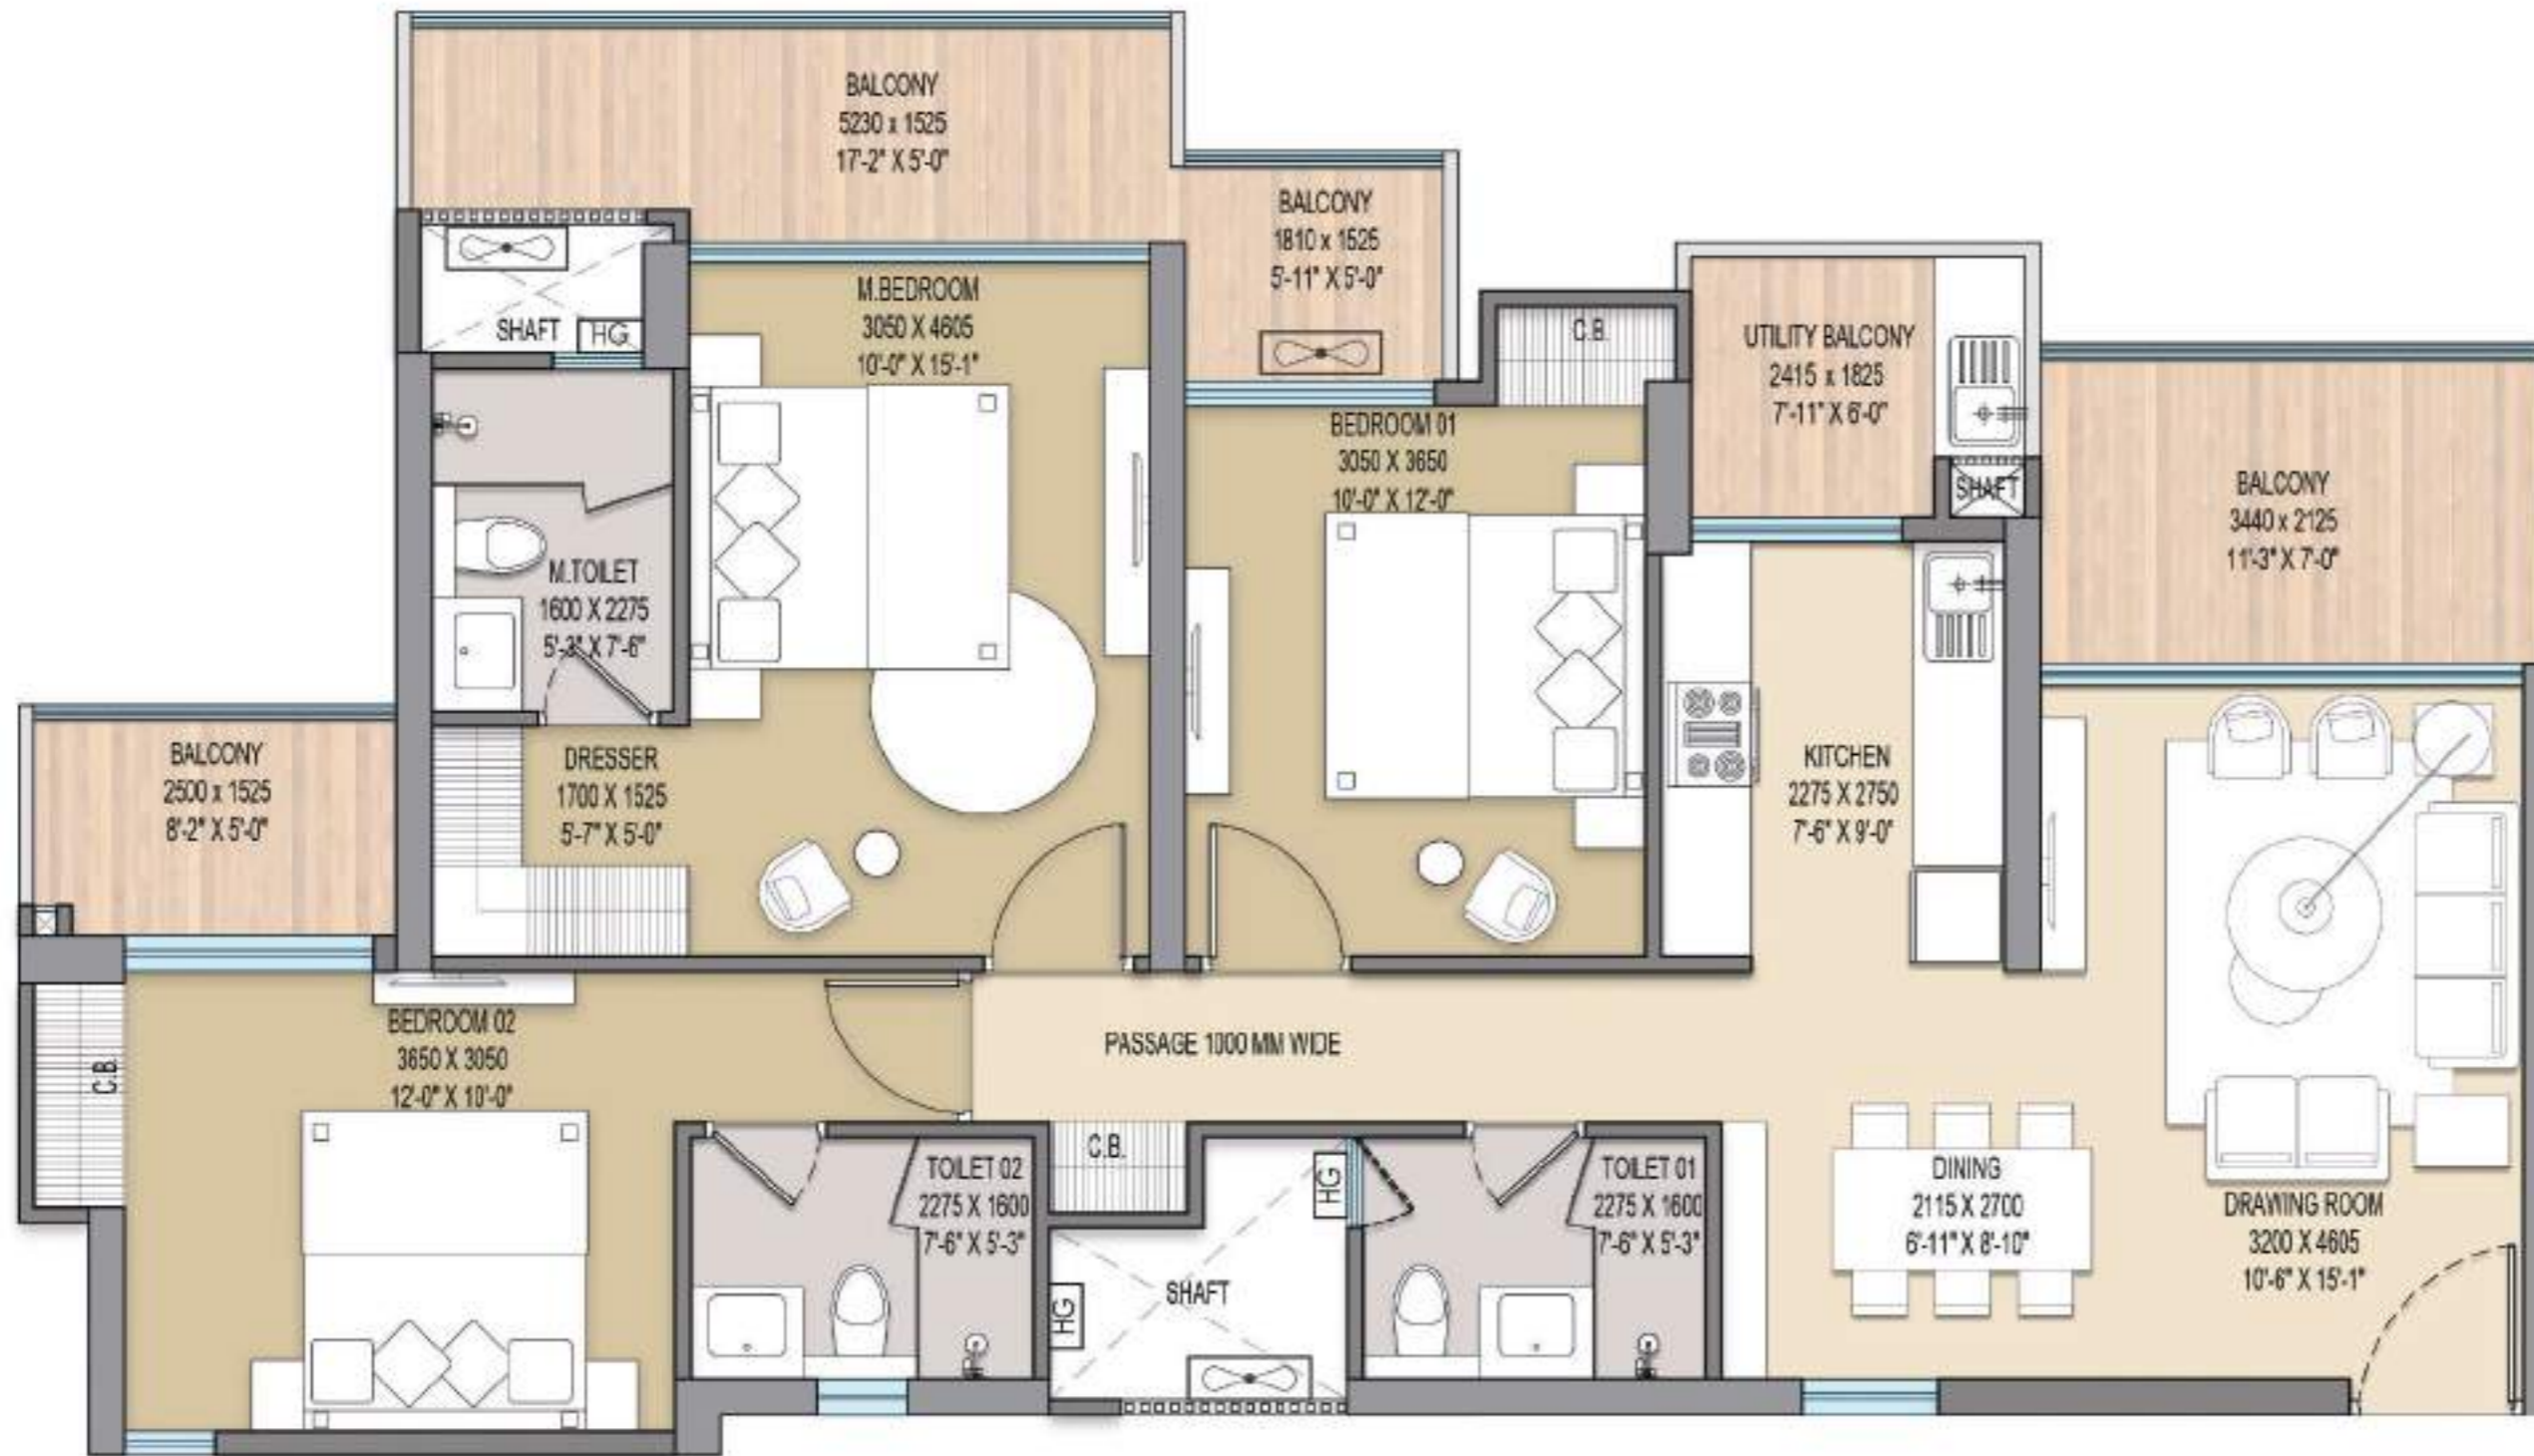 BALCONY
5230 x 1525
17'-2" X 5'-0"
BALCONY
1810 x 1525
5'-11" X 5'-0"
M.BEDROOM
3050 X 4605
10'-0" X 15'-1"
SHAFT
HG
C.B.
UTILITY BALCONY
2415 x 1825
7'-11" X 6'-0"
SHAFT
BEDROOM 01
3050 X 3650
10'-0" X 12'-0"
BALCONY
3440 x 2125
11'-3" X 7'-0"
M.TOILET
1600 X 2275
5'-3" X 7'-6"
BALCONY
2500 x 1525
8'-2" X 5'-0"
DRESSER
1700 X 1525
5'-7" X 5'-0"
KITCHEN
2275 X 2750
7'-6" X 9'-0"
C.B.
BEDROOM 02
3650 X 3050
12'-0" X 10'-0"
PASSAGE 1000 MM WIDE
C.B.
TOILET 02
2275 X 1600
7'-6" X 5'-3"
HG
SHAFT
HG
TOILET 01
2275 X 1600
7'-6" X 5'-3"
DINING
2115 X 2700
6'-11" X 8'-10"
DRAWING ROOM
3200 X 4605
10'-6" X 15'-1"